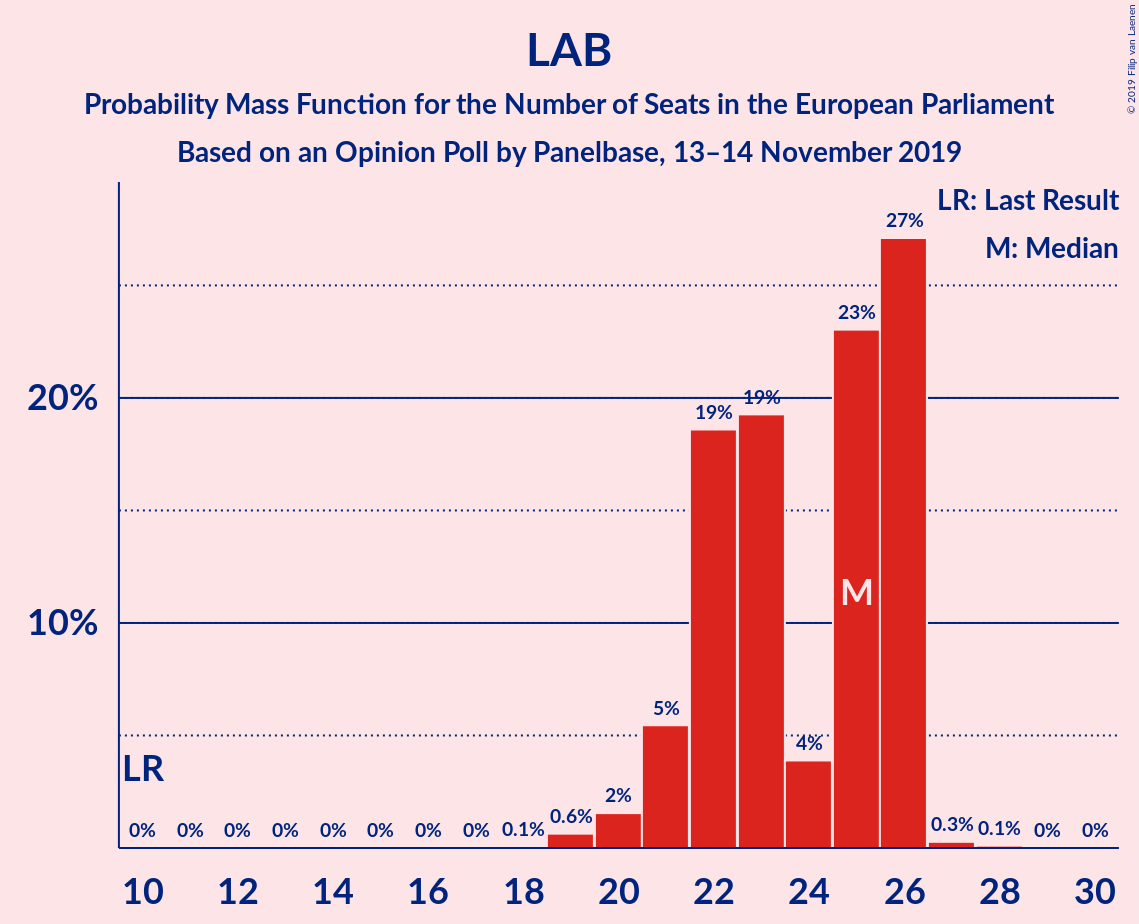 LAB
Probability Mass Function for the Number of Seats in the European Parliament
Based on an Opinion Poll by Panelbase, 13–14 November 2019
© 2019 Filip van Laenen
LR: Last Result
M: Median
20%
10%
LR
M
0% 0% 0% 0% 0% 0% 0% 0% 0.1% 0.6% 2% 5% 19% 19% 4% 23% 27% 0.3% 0.1% 0% 0%
10 12 14 16 18 20 22 24 26 28 30